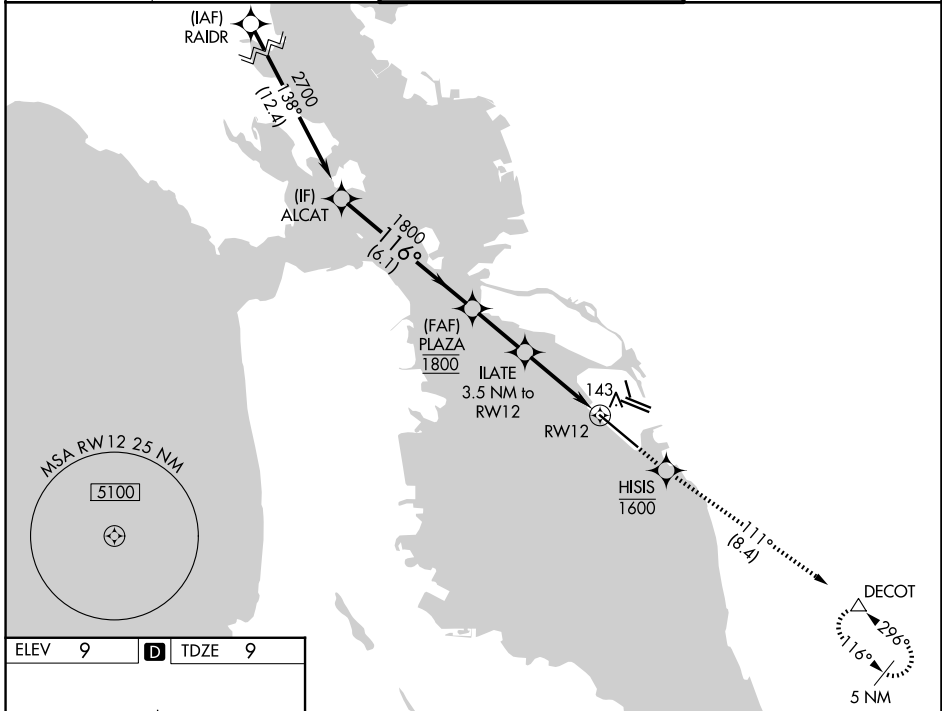 (IAF)
RAIDR
2700
138°
(12.4)
(IF)
ALCAT
1800
116°
(6.1)
(FAF)
PLAZA
1800
ILATE
3.5 NM to
RW12
143
RW12
MSA RW12 25 NM
5100
HISIS
1600
111°
(8.4)
DECOT
296°
116°
5 NM
ELEV 9 D TDZE 9